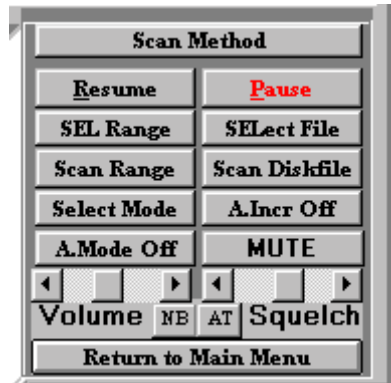 Scan Method
Resume Pause
SEL Range SELect File
Scan Range Scan Diskfile
Select Mode A.Incr Off
A.Mode Off MUTE
Volume NB AT Squelch
Return to Main Menu